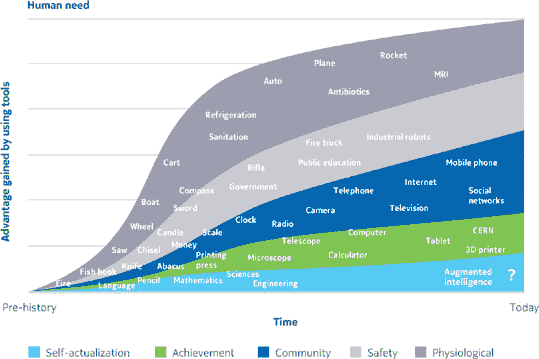 Human need
Advantage gained by using tools
Rocket
Plane
Auto
MRI
Antibiotics
Refrigeration
Sanitation
Industrial robots
Fire truck
Cart
Rifle
Public education
Mobile phone
Compass
Government
Telephone
Internet
Social
networks
Boat
Sword
Clock
Camera
Television
Wheel
Candle
Scale
Radio
Computer
CERN
Saw
Chisel
Money
Printing
press
Telescope
Tablet
3D printer
Fish hook
Knife
Abacus
Microscope
Calculator
Fire
Language
Pencil
Mathematics
Sciences
Engineering
Augmented
intelligence
?
Pre-history
Today
Time
Self-actualization
Achievement
Community
Safety
Physiological